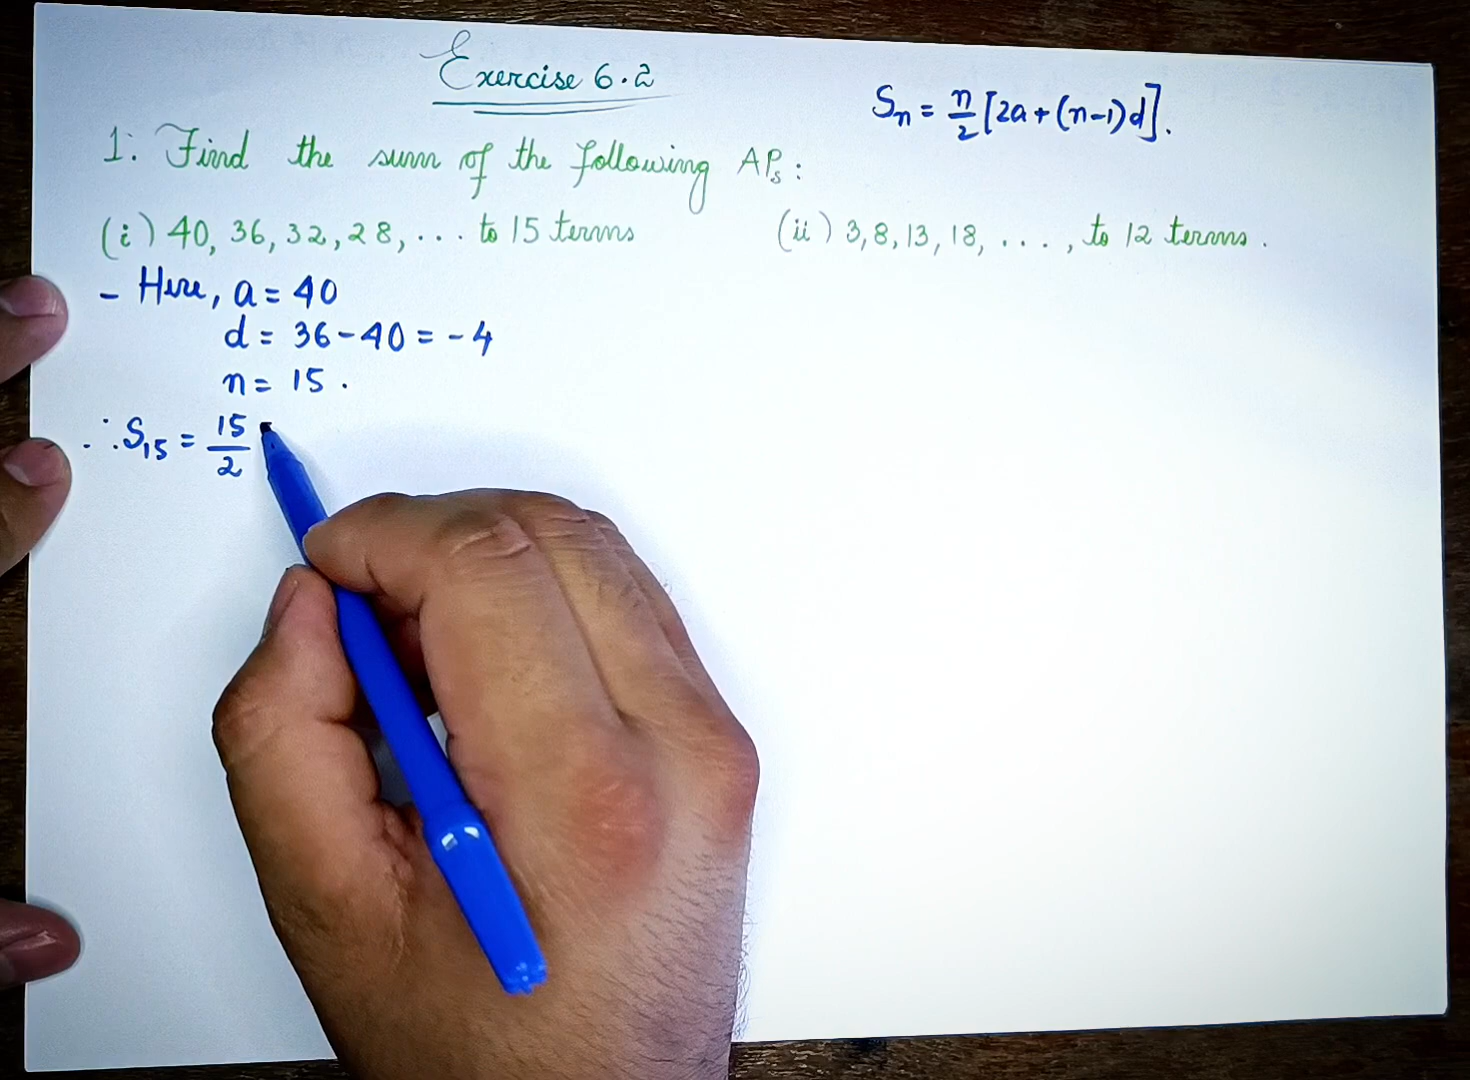 Exercise 6.2
Sn = n/2 [2a + (n-1)d].
1. Find the sum of the following APs :
(i) 40, 36, 32, 28, ... to 15 terms
(ii) 3, 8, 13, 18, ...., to 12 terms.
- Here, a = 40
d = 36 - 40 = - 4
n = 15.
∴ S15 = 15/2